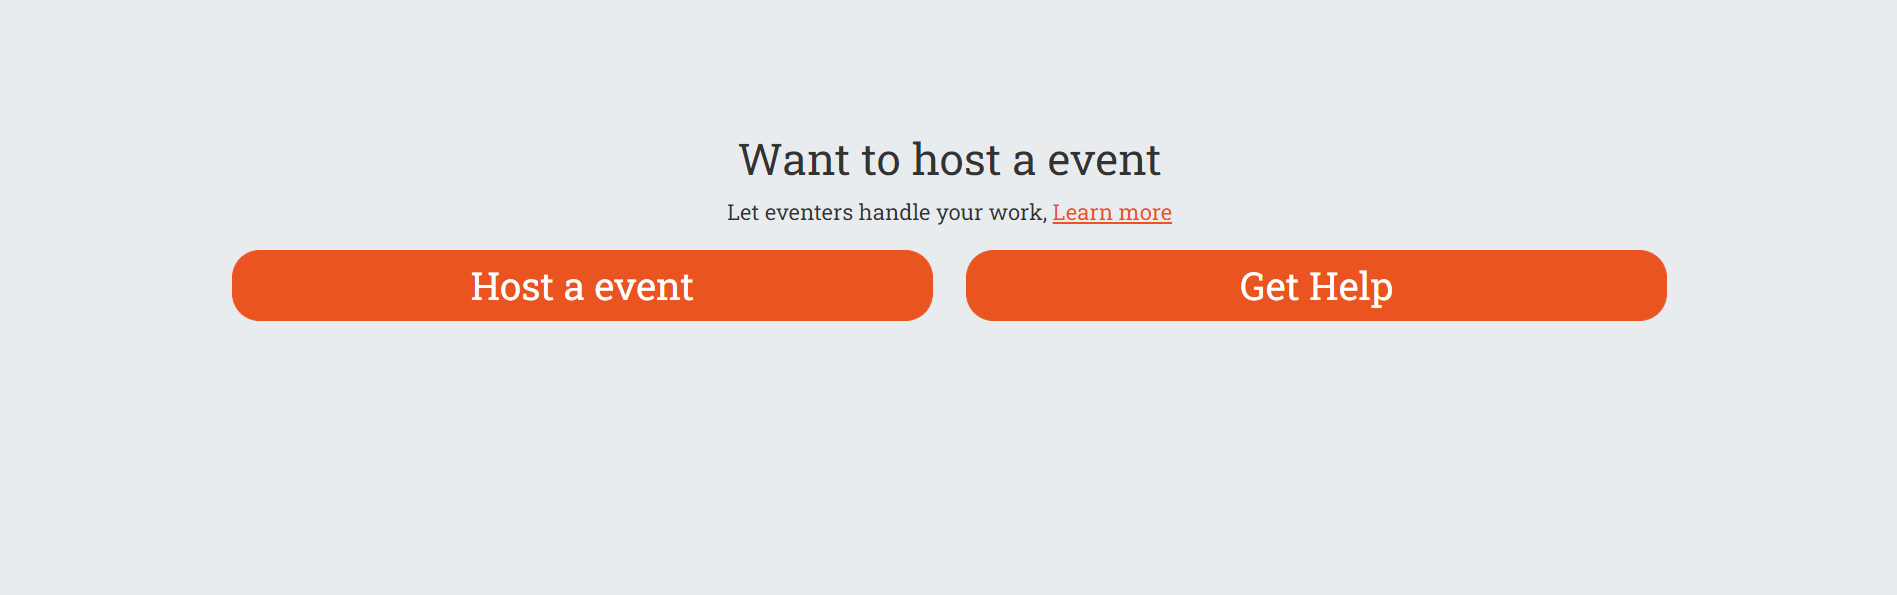 Want to host a event
Let eventers handle your work, Learn more
Host a event
Get Help